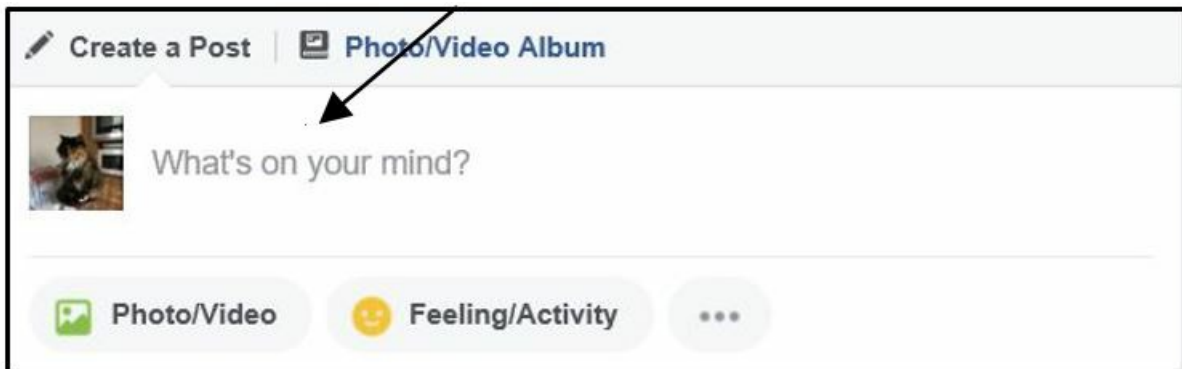 Create a Post | Photo/Video Album
What's on your mind?
Photo/Video Feeling/Activity ...